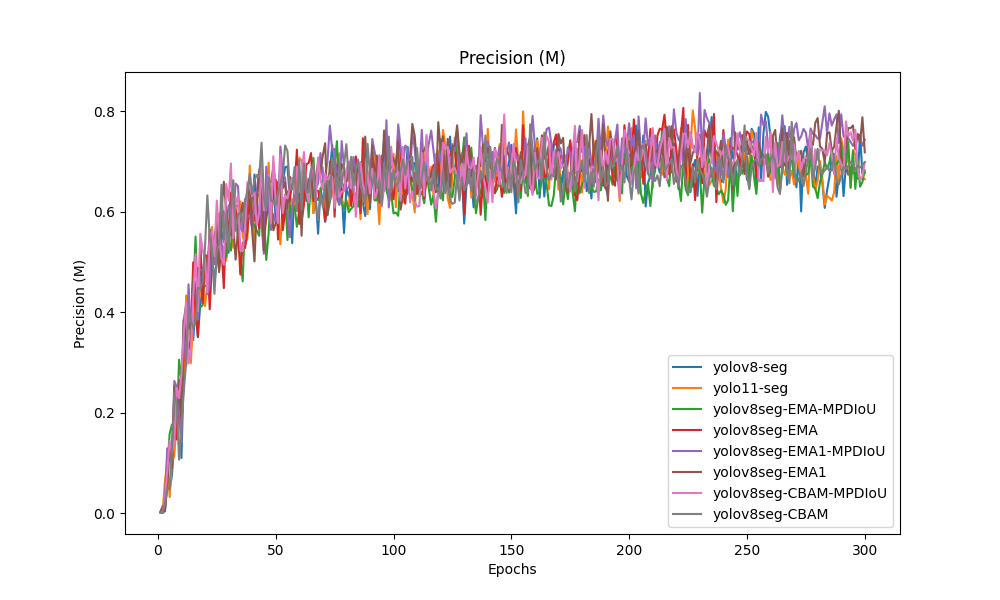 Precision (M)
0.8
0.6
0.4
0.2
0.0
Precision (M)
0
50
100
150
200
250
300
Epochs
yolov8-seg
yolo11-seg
yolov8seg-EMA-MPDIoU
yolov8seg-EMA
yolov8seg-EMA1-MPDIoU
yolov8seg-EMA1
yolov8seg-CBAM-MPDIoU
yolov8seg-CBAM